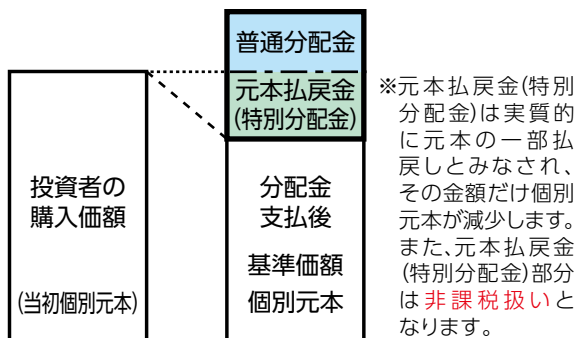 普通分配金
元本払戻金
(特別分配金)
投資者の
購入価額
(当初個別元本)
分配金
支払後
基準価額
個別元本
※元本払戻金(特別
分配金)は実質的
に元本の一部払
戻しとみなされ、
その金額だけ個別
元本が減少します。
また、元本払戻金
(特別分配金)部分
は非課税扱いと
なります。